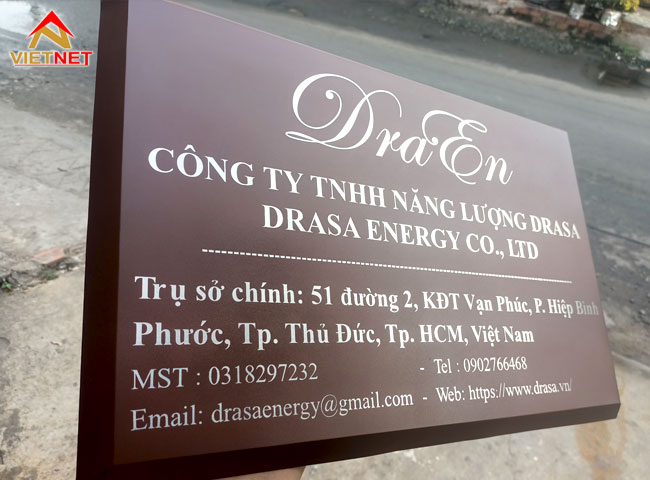 VIETNET
DraEn
CÔNG TY TNHH NĂNG LƯỢNG DRASA
DRASA ENERGY CO., LTD
Trụ sở chính: 51 đường 2, KĐT Vạn Phúc, P. Hiệp Bình
Phước, Tp. Thủ Đức, Tp. HCM, Việt Nam
MST : 0318297232 - Tel : 0902766468
Email: drasaenergy@gmail.com - Web: https://www.drasa.vn/